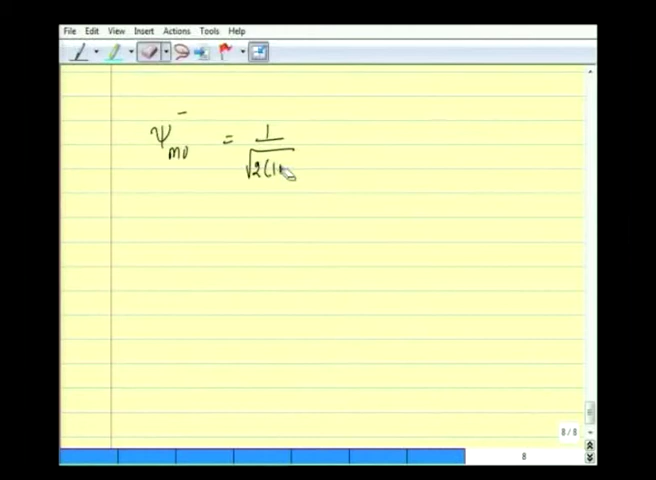 File Edit View Insert Actions Tools Help
ψ⁻ₘₒ = 1
√2(1
8/8
8